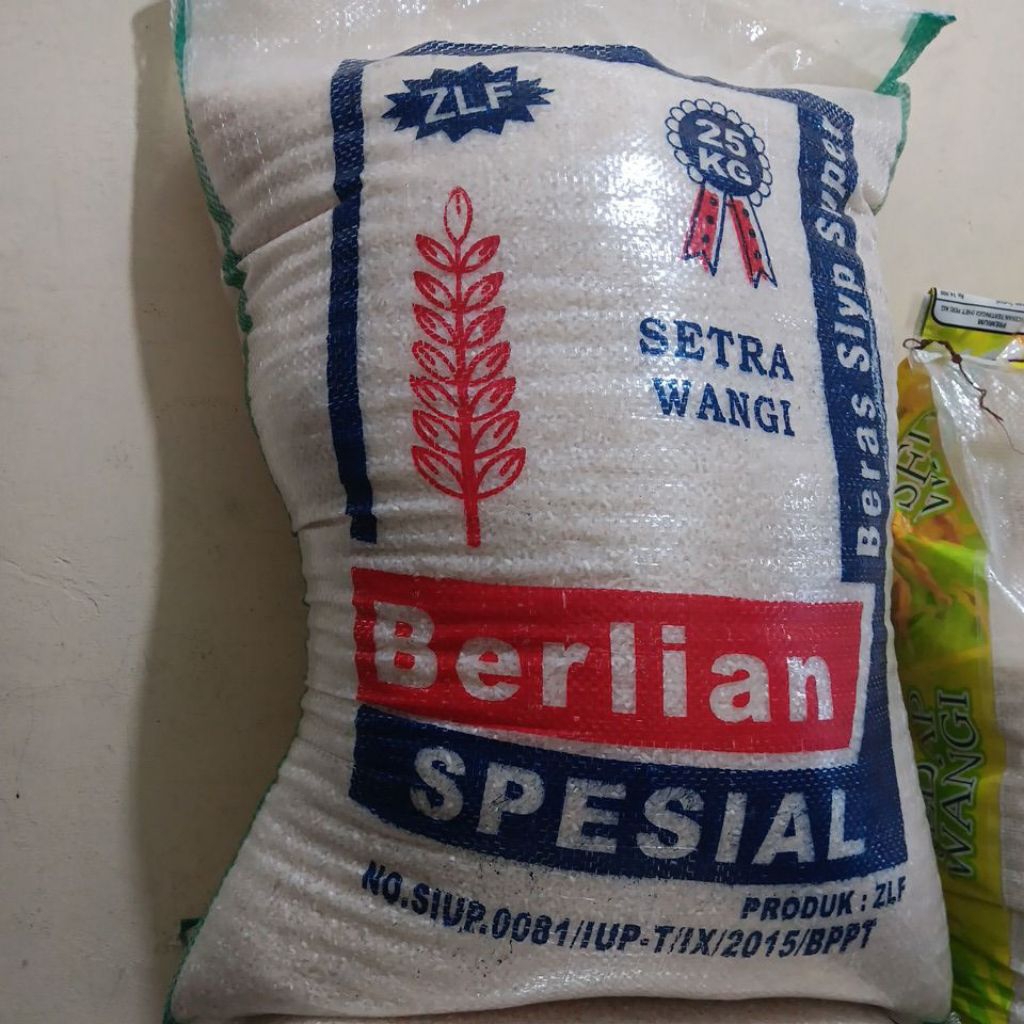 ZLF
25
KG
SETRA
WANGI
Beras Slyp Super
Berlian
SPESIAL
PRODUK : ZLF
NO.SIUP.0081/IUP-T/IX/2015/BPPT
PREMIUM
WANGI